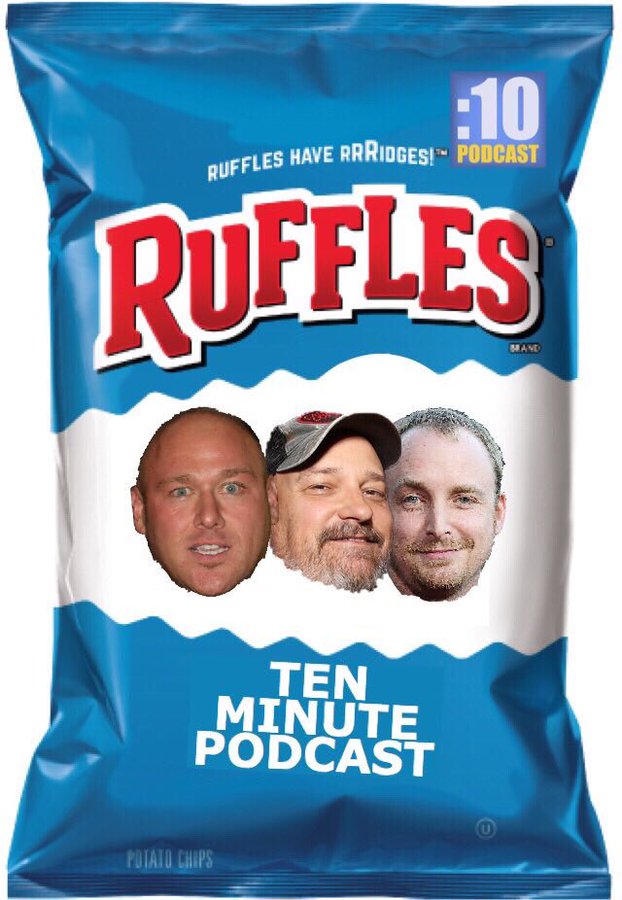 :10
PODCAST
RUFFLES HAVE RRRIDGES!™
RUFFLES
®
BRAND
TEN
MINUTE
PODCAST
U
POTATO CHIPS